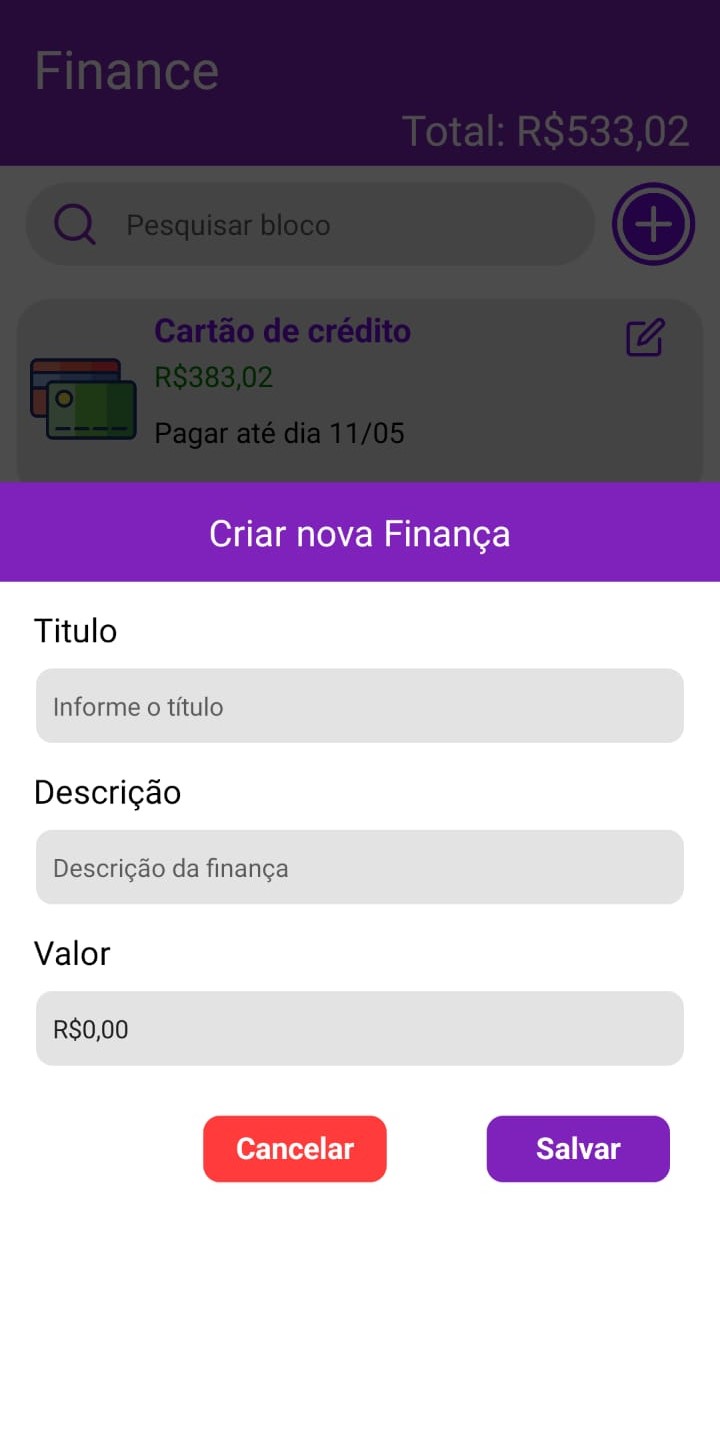 Finance
Total: R$533,02
Pesquisar bloco
Cartão de crédito
R$383,02
Pagar até dia 11/05
Criar nova Finança
Titulo
Informe o título
Descrição
Descrição da finança
Valor
R$0,00
Cancelar
Salvar